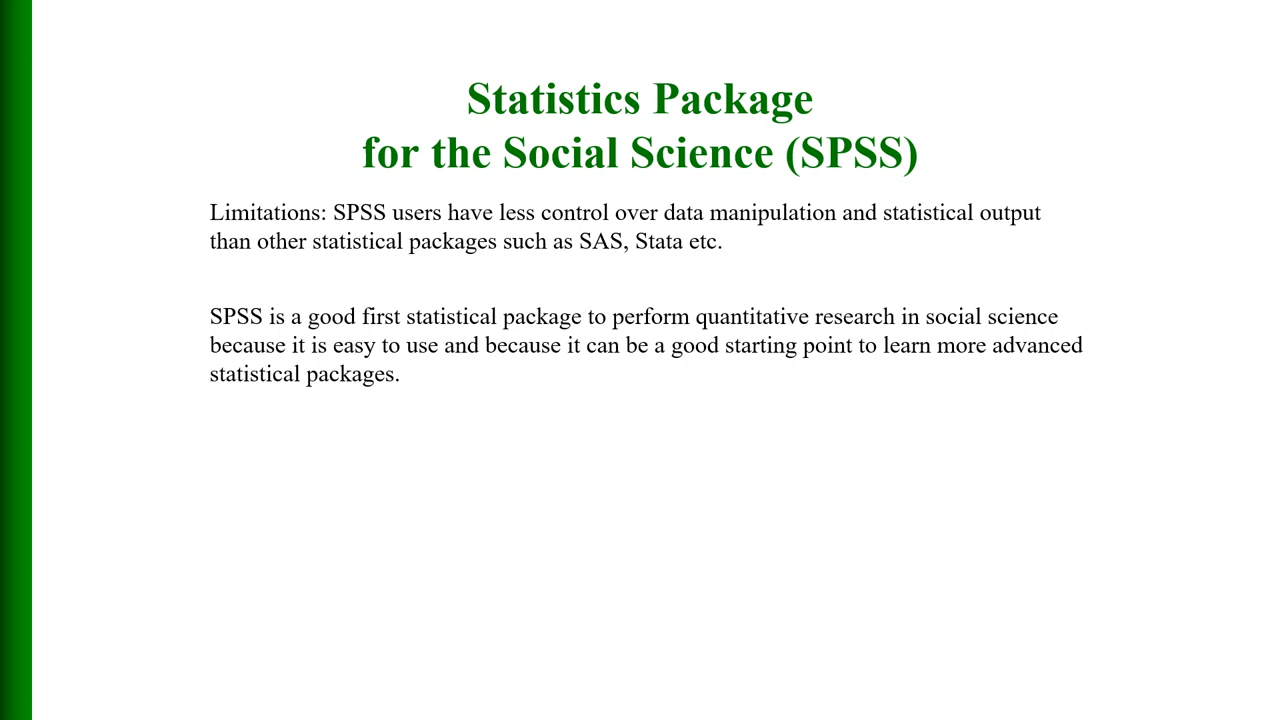 Statistics Package
for the Social Science (SPSS)
Limitations: SPSS users have less control over data manipulation and statistical output
than other statistical packages such as SAS, Stata etc.
SPSS is a good first statistical package to perform quantitative research in social science
because it is easy to use and because it can be a good starting point to learn more advanced
statistical packages.